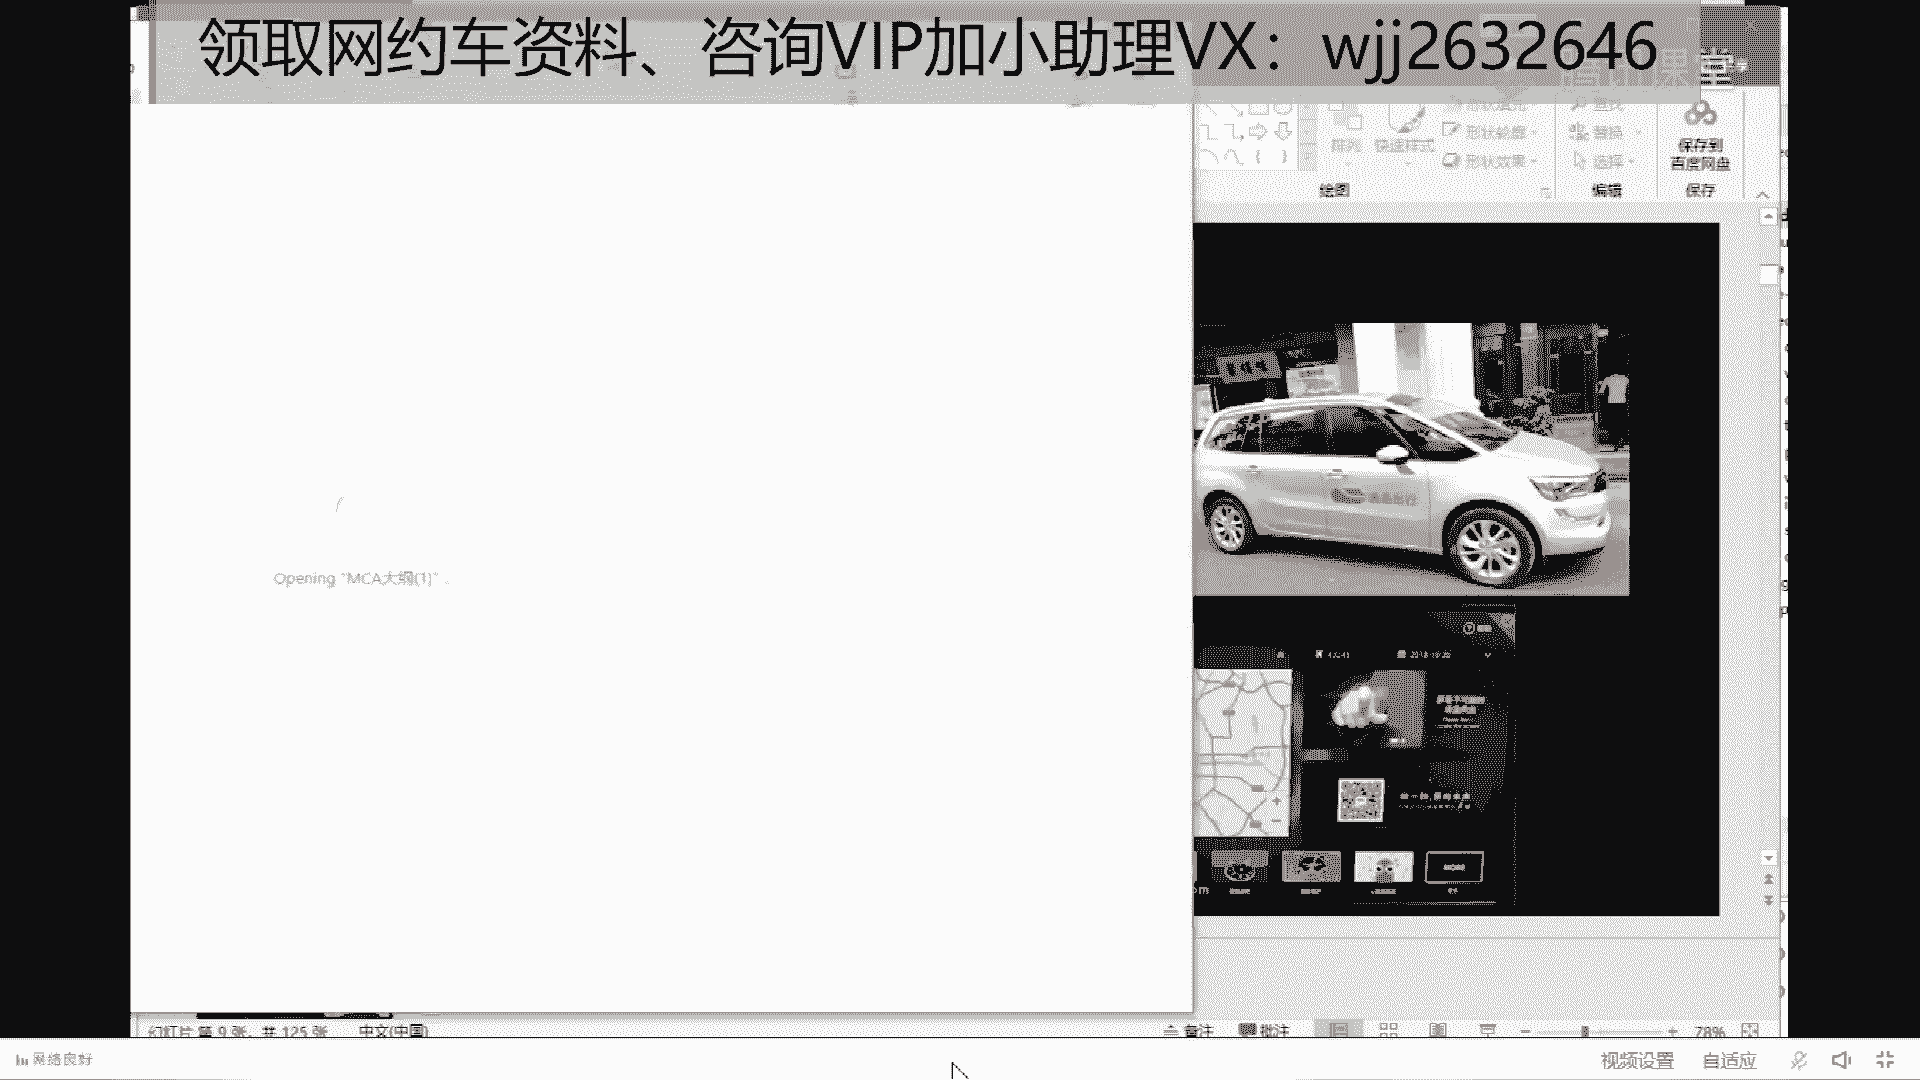 领取网约车资料、咨询VIP加小助理VX：wjj2632646
课堂
排列
快速样式
形状轮廓
形状效果
替换
选择
保存到
百度网盘
绘图
编辑
保存
Opening "MCA大纲(1)" .
幻灯片 第 9 张，共 125 张
中文(中国)
备注
批注
78%
网络良好
视频设置
自适应